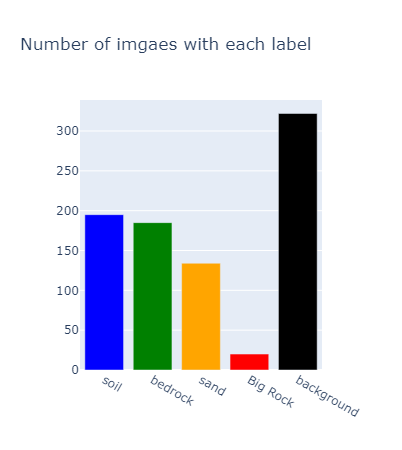 Number of imgaes with each label
300
250
200
150
100
50
0
soil
bedrock
sand
Big Rock
background